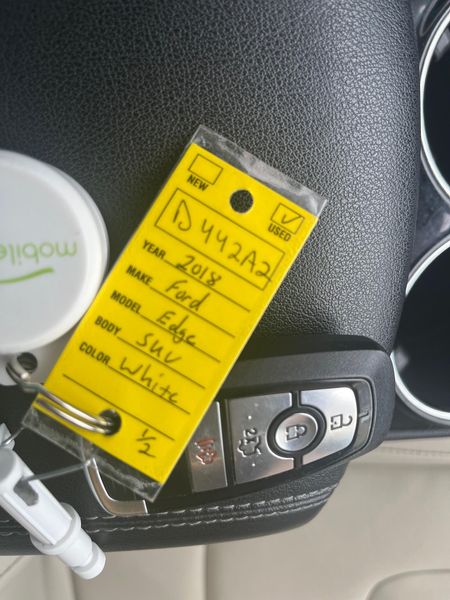 NEW
USED
D442A2
YEAR 2018
MAKE Ford
MODEL Edge
BODY SUV
COLOR White
1/2
mobile